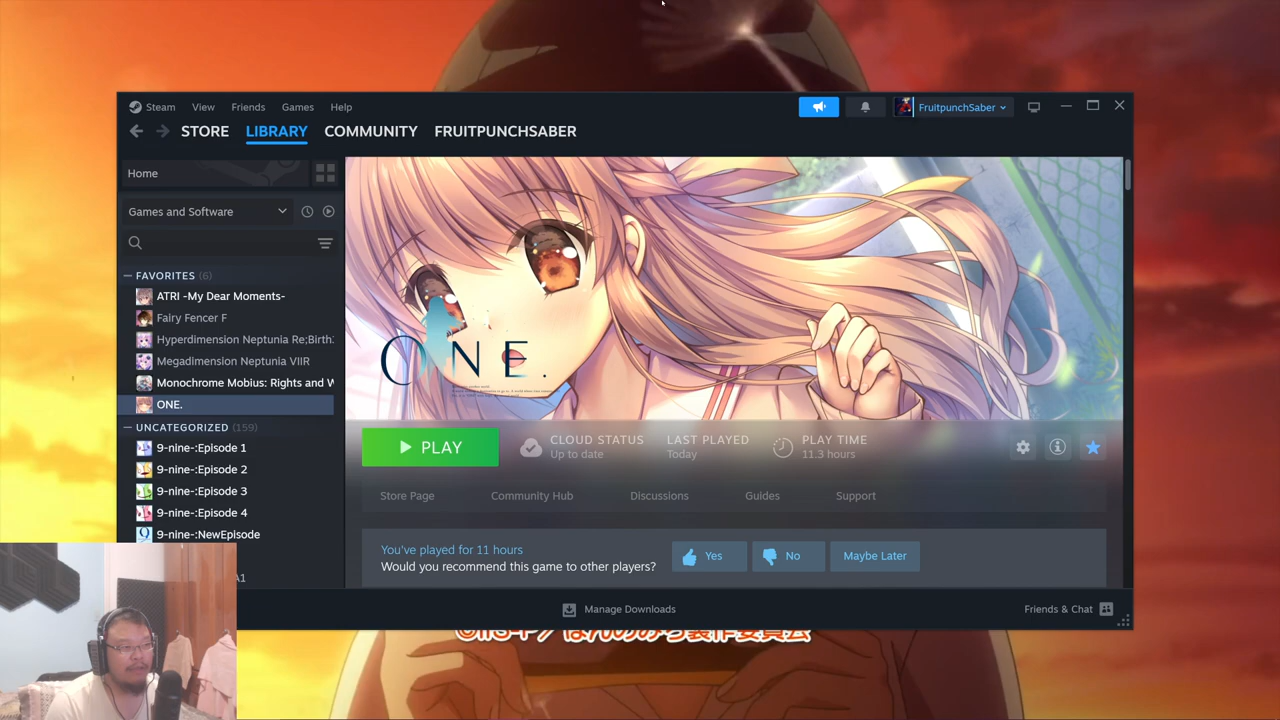 Steam View Friends Games Help
FruitpunchSaber
STORE LIBRARY COMMUNITY FRUITPUNCHSABER
Home
Games and Software
FAVORITES (6)
ATRI -My Dear Moments-
Fairy Fencer F
Hyperdimension Neptunia Re;Birth
Megadimension Neptunia VIIR
Monochrome Mobius: Rights and W
ONE.
UNCATEGORIZED (159)
9-nine-:Episode 1
9-nine-:Episode 2
9-nine-:Episode 3
9-nine-:Episode 4
9-nine-:NewEpisode
A1
ONE.
PLAY
CLOUD STATUS
Up to date
LAST PLAYED
Today
PLAY TIME
11.3 hours
Store Page Community Hub Discussions Guides Support
You've played for 11 hours
Would you recommend this game to other players?
Yes No Maybe Later
Manage Downloads
Friends & Chat